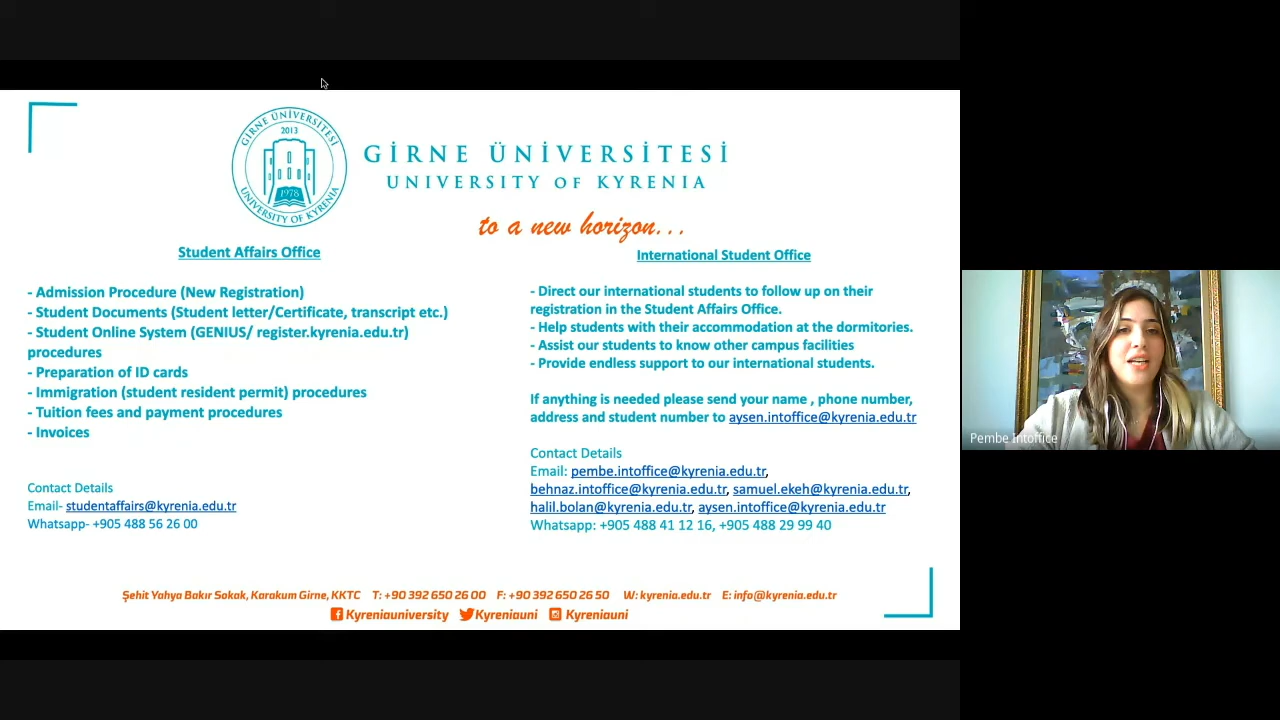 GİRNE ÜNİVERSİTESİ
2013
1978
UNIVERSITY OF KYRENIA
GİRNE ÜNİVERSİTESİ
UNIVERSITY OF KYRENIA
to a new horizon...
Student Affairs Office
- Admission Procedure (New Registration)
- Student Documents (Student letter/Certificate, transcript etc.)
- Student Online System (GENIUS/ register.kyrenia.edu.tr)
procedures
- Preparation of ID cards
- Immigration (student resident permit) procedures
- Tuition fees and payment procedures
- Invoices
Contact Details
Email- studentaffairs@kyrenia.edu.tr
Whatsapp- +905 488 56 26 00
International Student Office
- Direct our international students to follow up on their
registration in the Student Affairs Office.
- Help students with their accommodation at the dormitories.
- Assist our students to know other campus facilities
- Provide endless support to our international students.
If anything is needed please send your name , phone number,
address and student number to aysen.intoffice@kyrenia.edu.tr
Contact Details
Email: pembe.intoffice@kyrenia.edu.tr,
behnaz.intoffice@kyrenia.edu.tr, samuel.ekeh@kyrenia.edu.tr,
halil.bolan@kyrenia.edu.tr, aysen.intoffice@kyrenia.edu.tr
Whatsapp: +905 488 41 12 16, +905 488 29 99 40
Şehit Yahya Bakır Sokak, Karakum Girne, KKTC T: +90 392 650 26 00 F: +90 392 650 26 50 W: kyrenia.edu.tr E: info@kyrenia.edu.tr
Kyreniauniversity Kyreniauni Kyreniauni
Pembe Intoffice